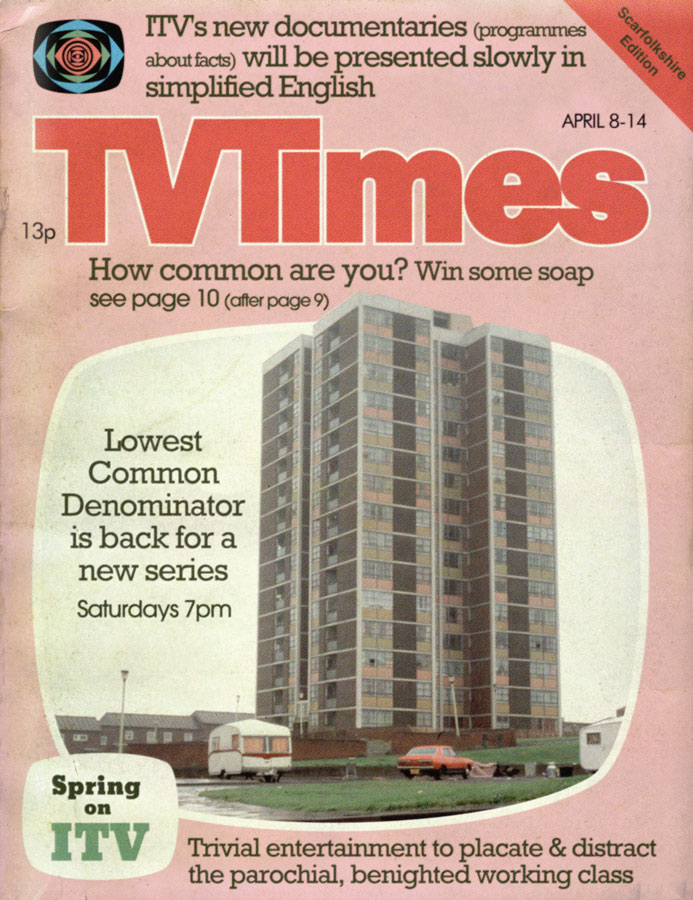 ITV's new documentaries (programmes
about facts) will be presented slowly in
simplified English
Scarfolkshire
Edition
APRIL 8-14
TVTimes
13p
How common are you? Win some soap
see page 10 (after page 9)
Lowest
Common
Denominator
is back for a
new series
Saturdays 7pm
Spring
on
ITV
Trivial entertainment to placate & distract
the parochial, benighted working class